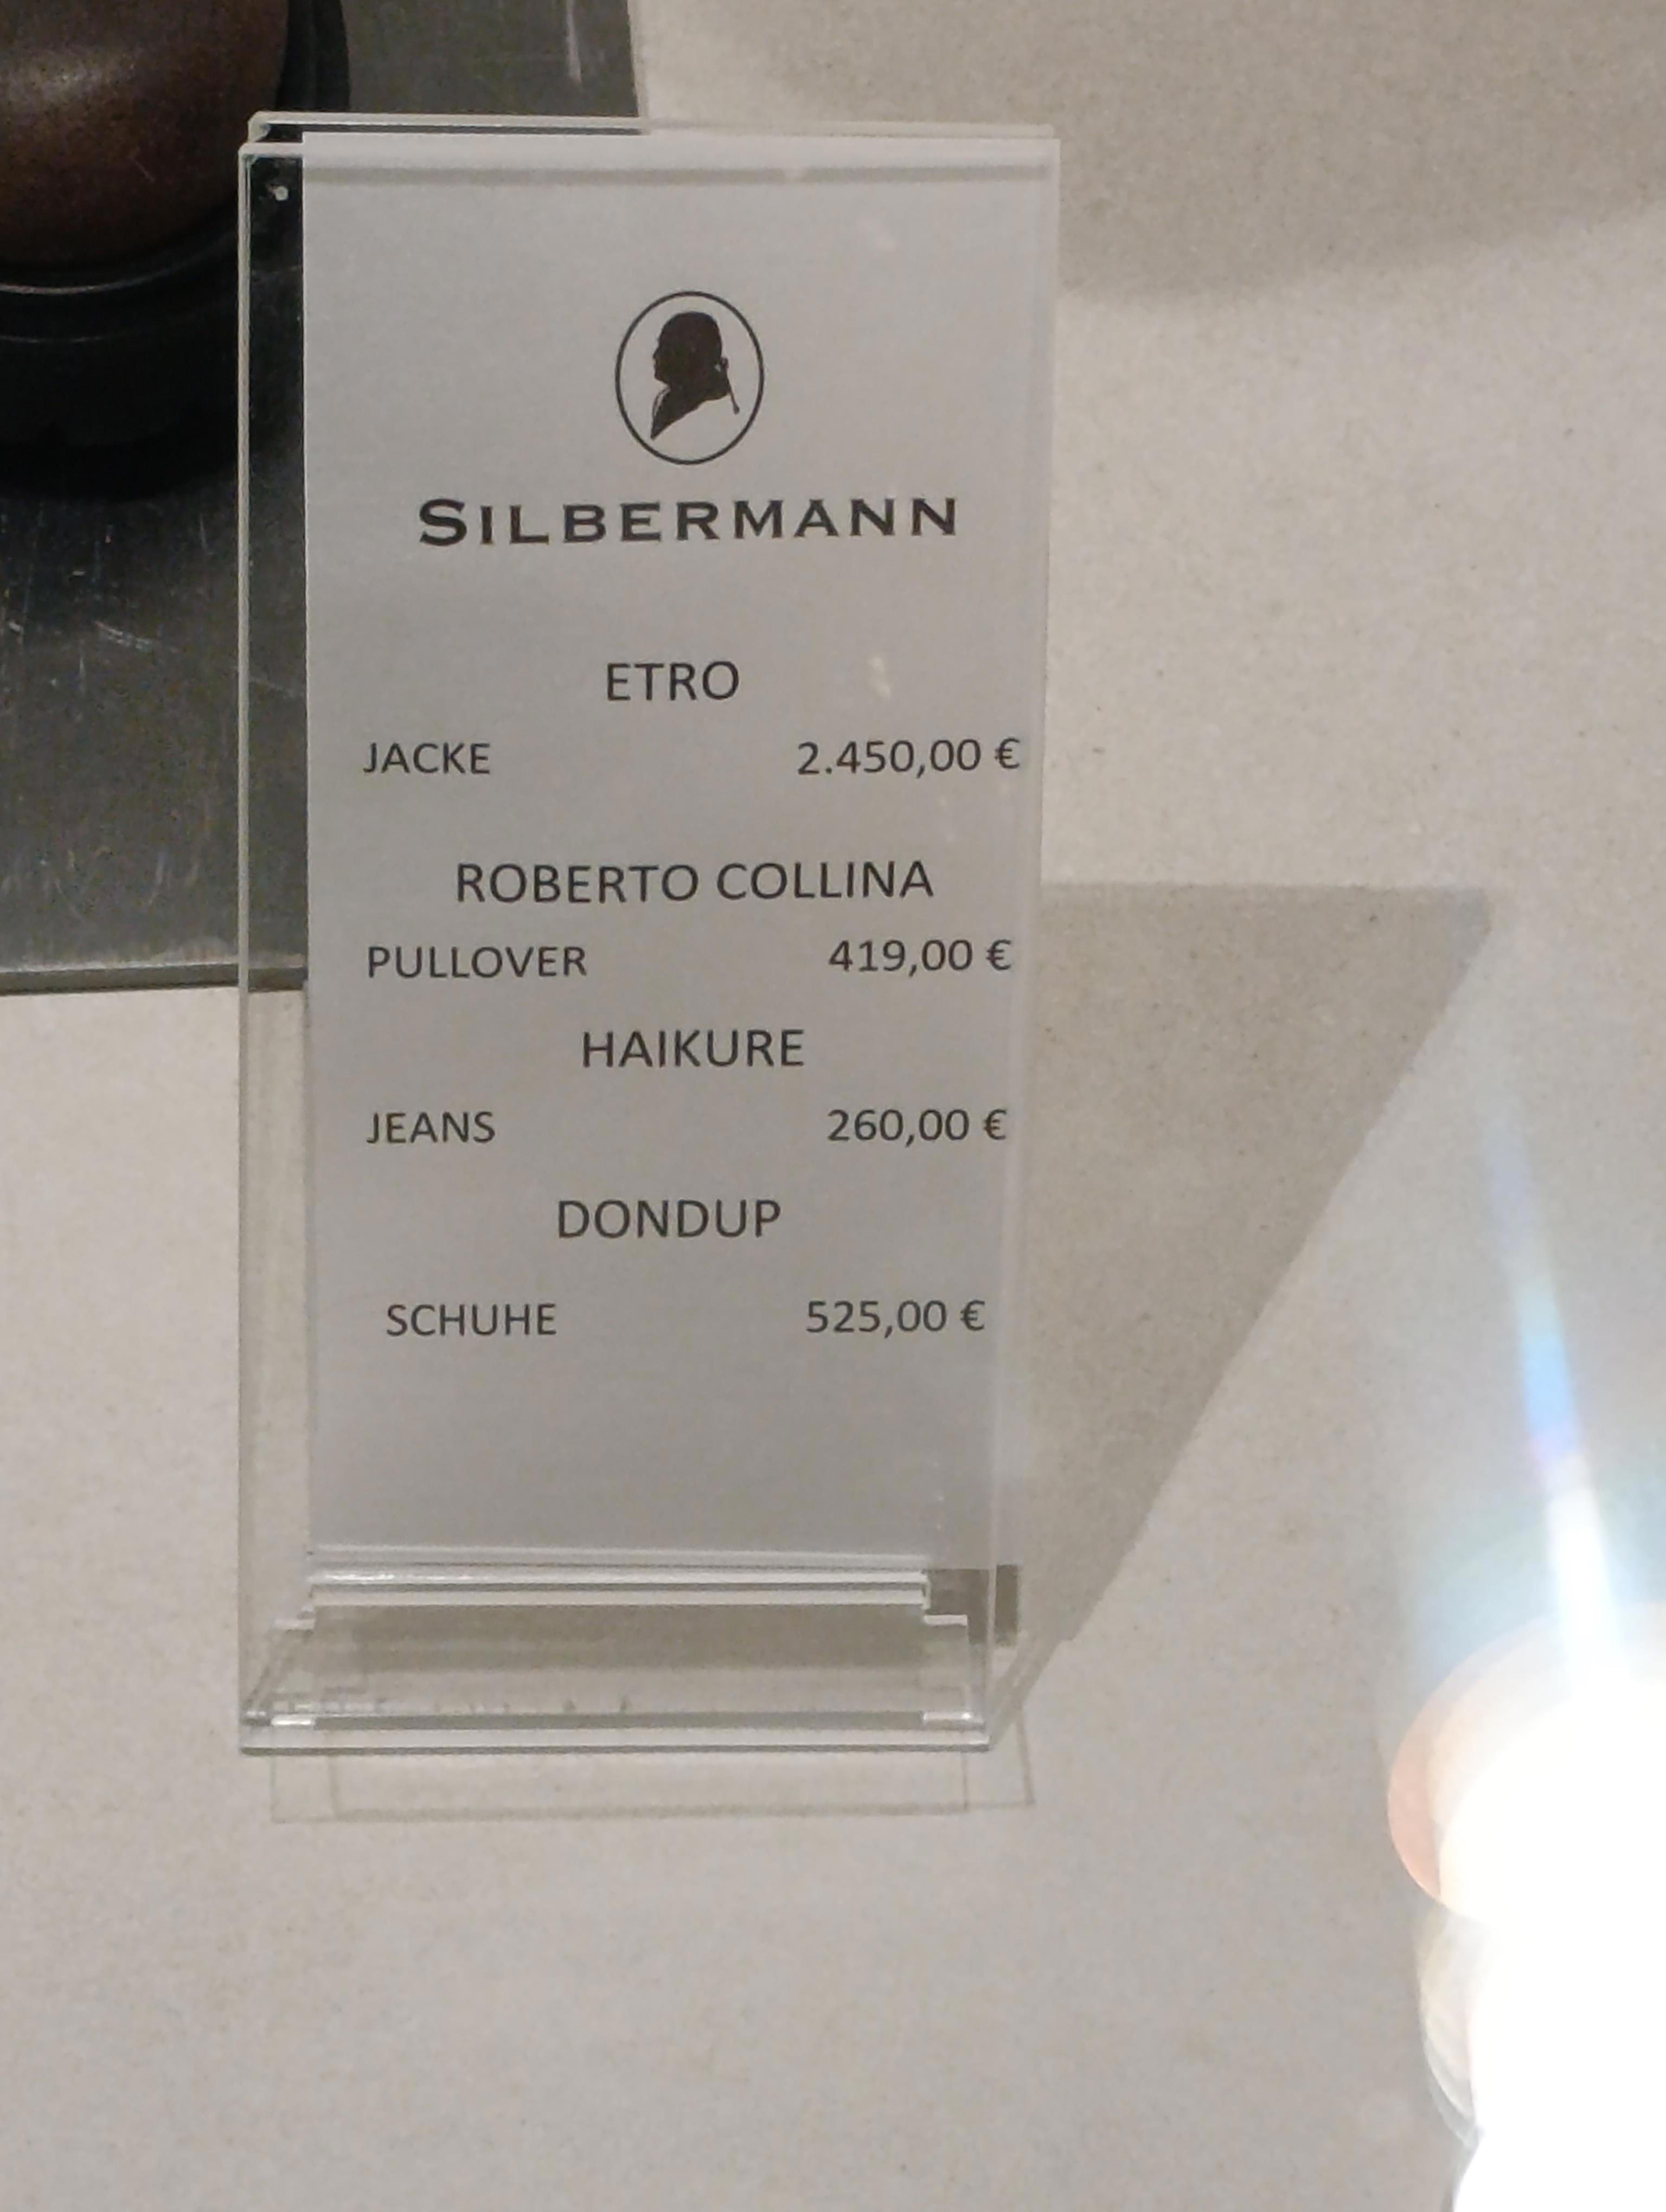 SILBERMANN
ETRO
JACKE 2.450,00 €
ROBERTO COLLINA
PULLOVER 419,00 €
HAIKURE
JEANS 260,00 €
DONDUP
SCHUHE 525,00 €